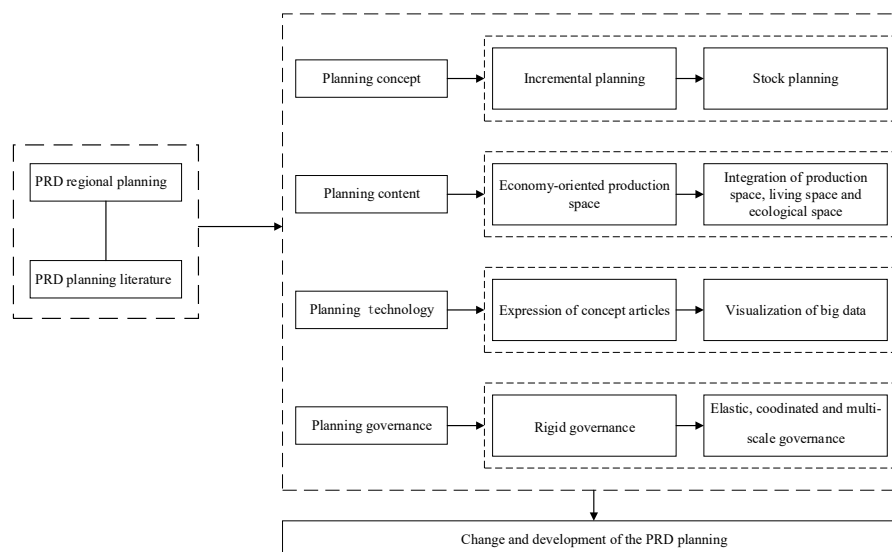 Planning concept
Incremental planning
Stock planning
PRD regional planning
PRD planning literature
Planning content
Economy-oriented production
space
Integration of production
space, living space and
ecological space
Planning technology
Expression of concept articles
Visualization of big data
Planning governance
Rigid governance
Elastic, coodinated and multi-
scale governance
Change and development of the PRD planning